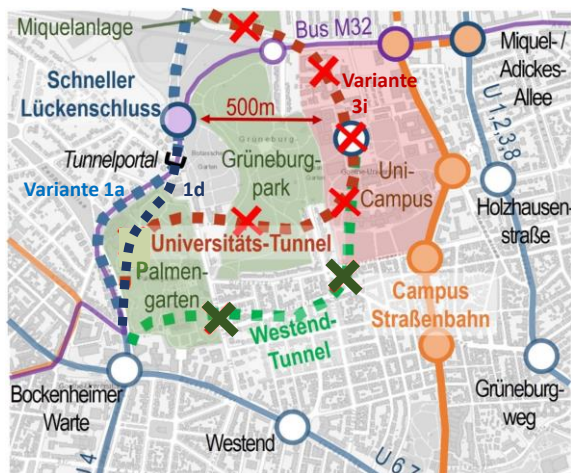 Miquelanlage
Bus M32
Miquel-/
Adickes-
Allee
Schneller
Lückenschluss
Variante
3i
500m
U 1,2,3,8
Tunnelportal
Grüneburg-
park
Uni-
Campus
Variante 1a
1d
Holzhausen-
straße
Universitäts-Tunnel
Palmen-
garten
Campus
Straßenbahn
Westend-
Tunnel
Bockenheimer
Warte
Grüneburg-
weg
Westend
U 4
U 6,7